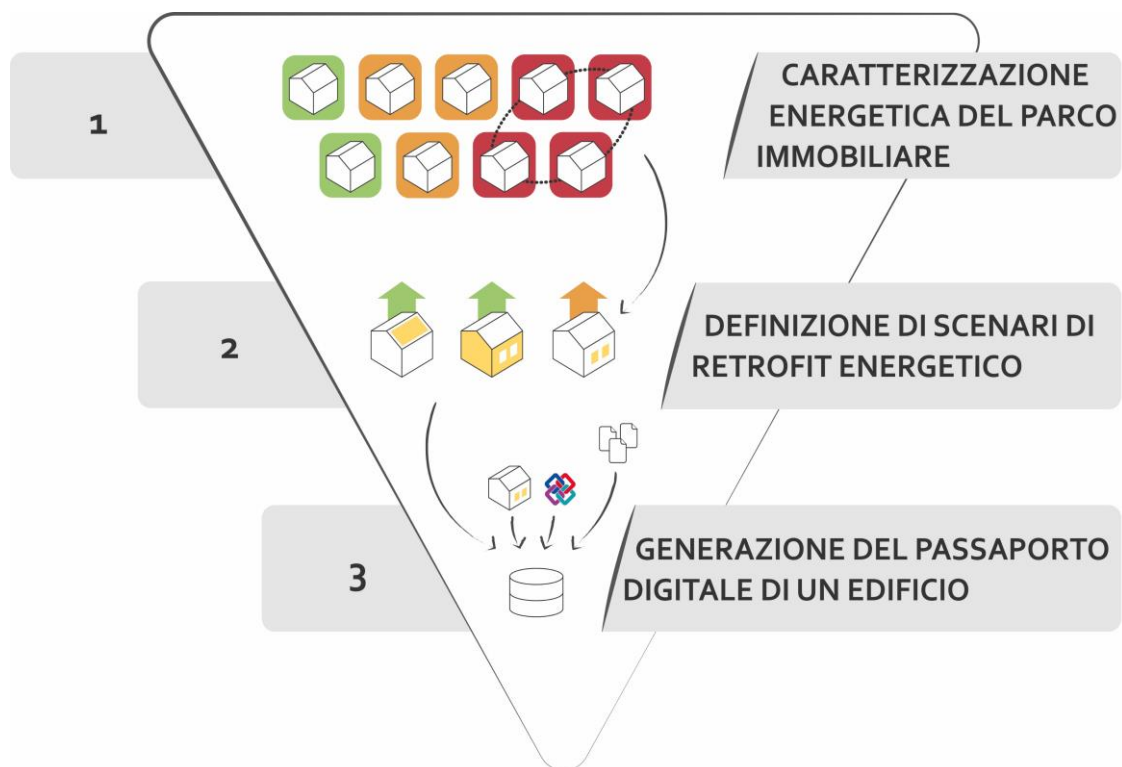 1
CARATTERIZZAZIONE
ENERGETICA DEL PARCO
IMMOBILIARE
2
DEFINIZIONE DI SCENARI DI
RETROFIT ENERGETICO
3
GENERAZIONE DEL PASSAPORTO
DIGITALE DI UN EDIFICIO